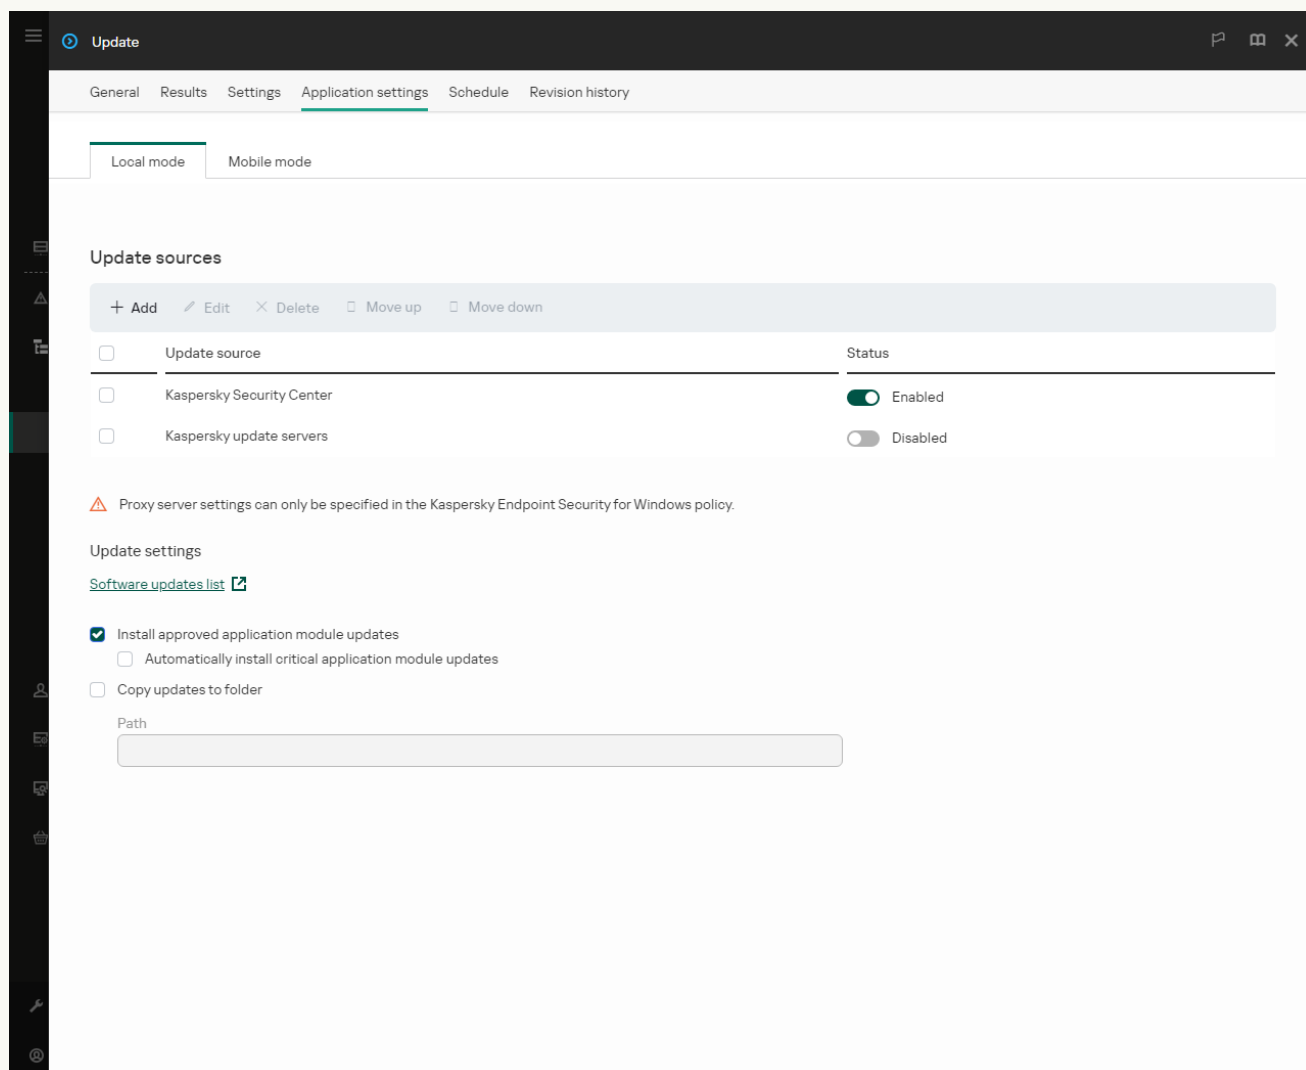 Update
General Results Settings Application settings Schedule Revision history
Local mode Mobile mode
Update sources
Add Edit Delete Move up Move down
Update source Status
Kaspersky Security Center Enabled
Kaspersky update servers Disabled
Proxy server settings can only be specified in the Kaspersky Endpoint Security for Windows policy.
Update settings
Software updates list
Install approved application module updates
Automatically install critical application module updates
Copy updates to folder
Path